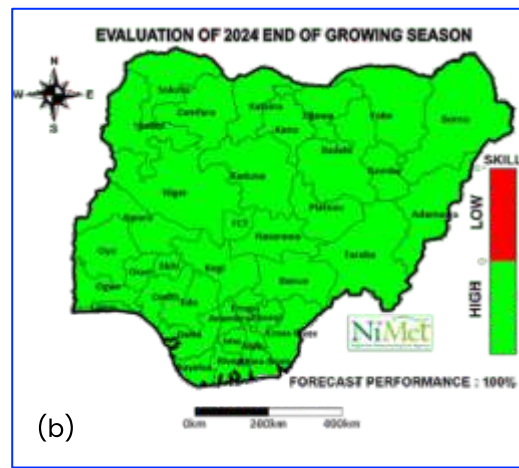 EVALUATION OF 2024 END OF GROWING SEASON
N
W E
S
Sokoto
Zamfara
Katsina
Kano
Jigawa
Yobe
Borno
Bauchi
Gombe
Kaduna
Niger
Plateau
Adamawa
FCT
Nasarawa
Taraba
Kwara
Oyo
Ogun
Osun
Ekiti
Kogi
Benue
Ondo
Edo
Enugu
Delta
Imo
Cross River
SKILL
LOW
HIGH
NiMet
FORECAST PERFORMANCE : 100%
0km 200km 400km
(b)